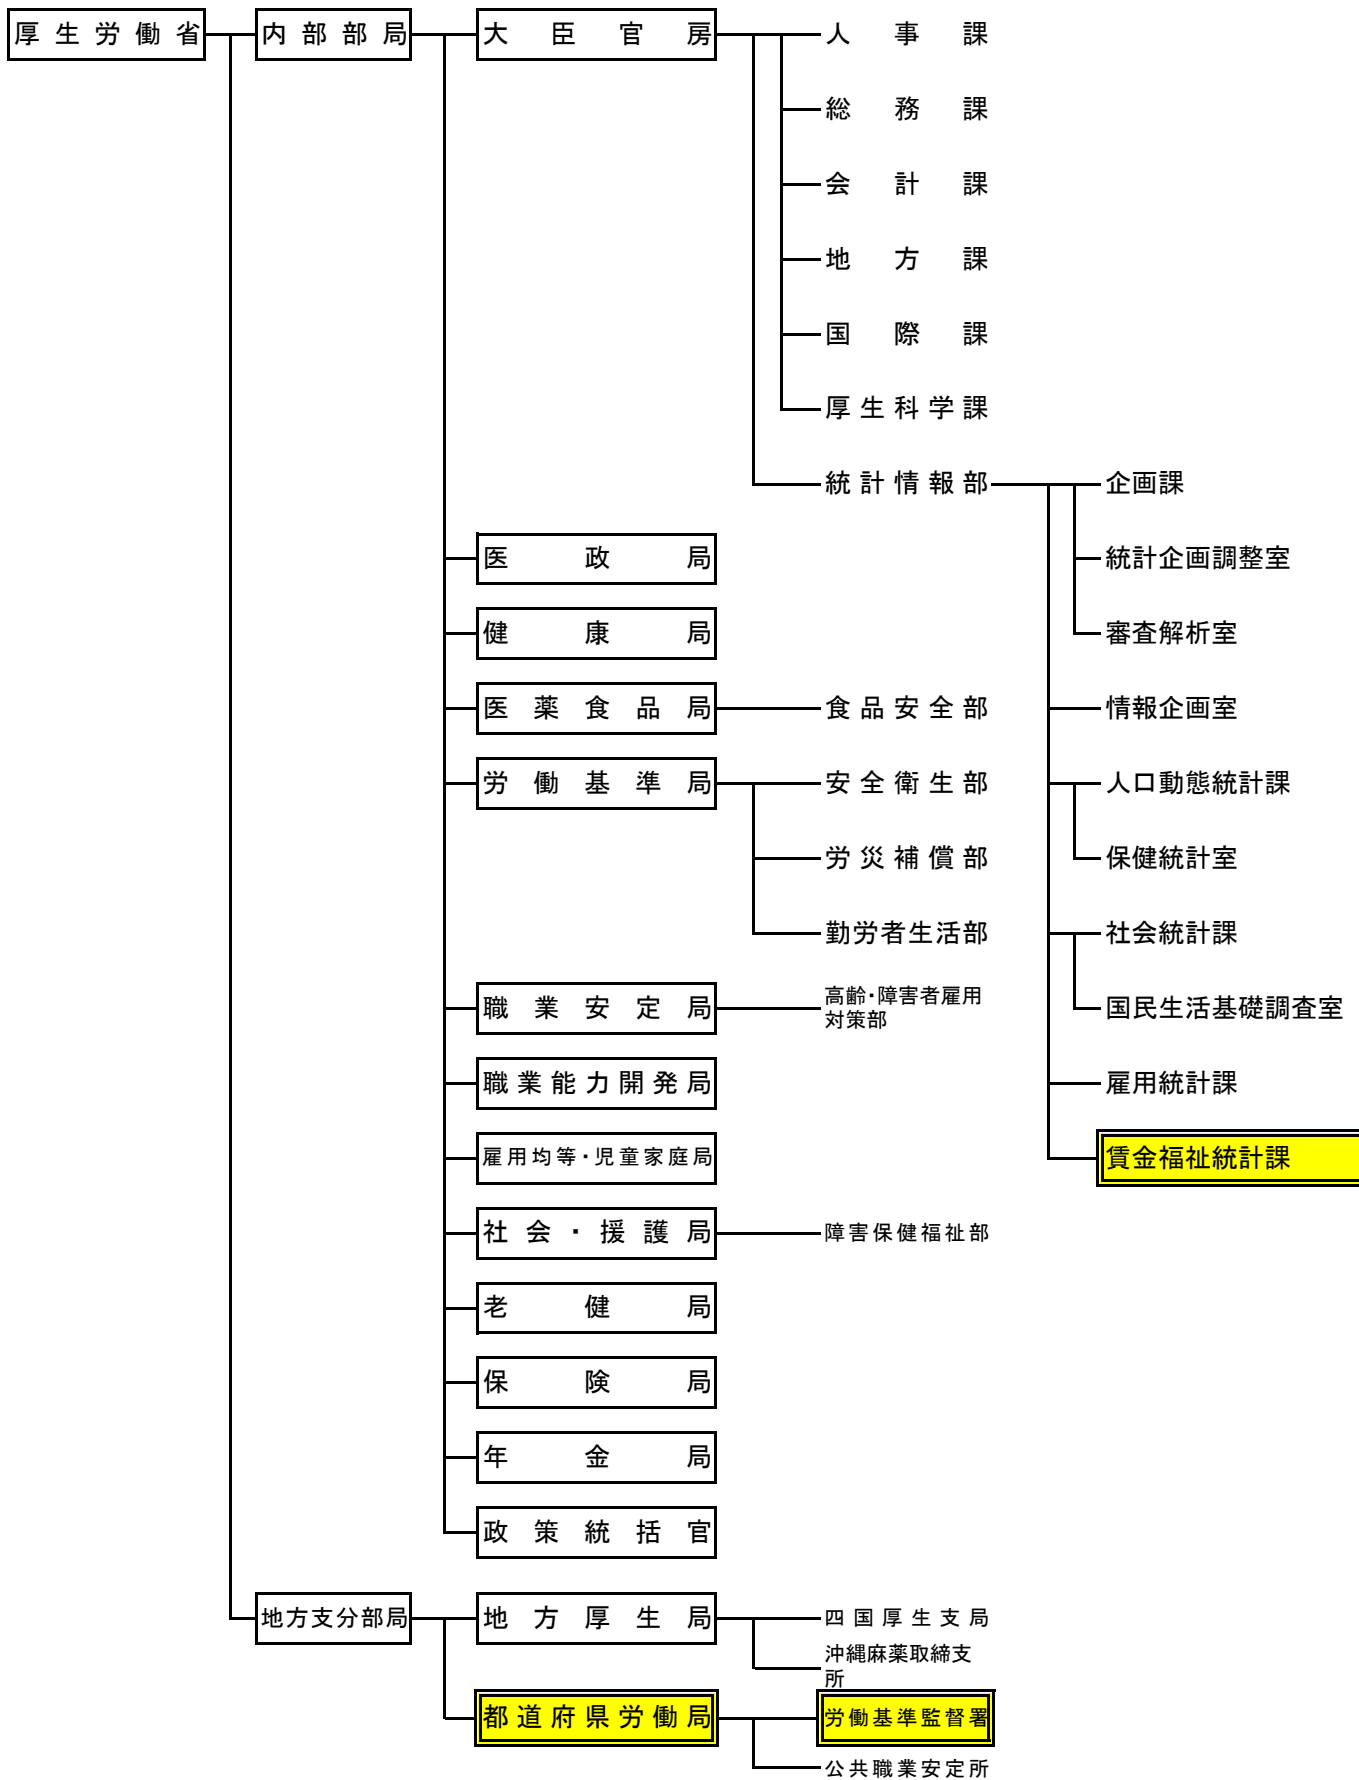 厚生労働省
内部部局
大臣官房
人事課
総務課
会計課
地方課
国際課
厚生科学課
統計情報部
企画課
統計企画調整室
審査解析室
情報企画室
人口動態統計課
保健統計室
社会統計課
国民生活基礎調査室
雇用統計課
賃金福祉統計課
医政局
健康局
医薬食品局
食品安全部
労働基準局
安全衛生部
労災補償部
勤労者生活部
職業安定局
高齢・障害者雇用
対策部
職業能力開発局
雇用均等・児童家庭局
社会・援護局
障害保健福祉部
老健局
保険局
年金局
政策統括官
地方支分部局
地方厚生局
四国厚生支局
沖縄麻薬取締支
所
都道府県労働局
労働基準監督署
公共職業安定所